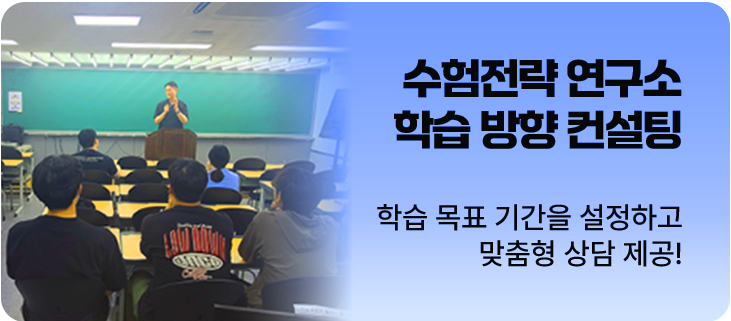 수험전략 연구소
학습 방향 컨설팅
학습 목표 기간을 설정하고
맞춤형 상담 제공!